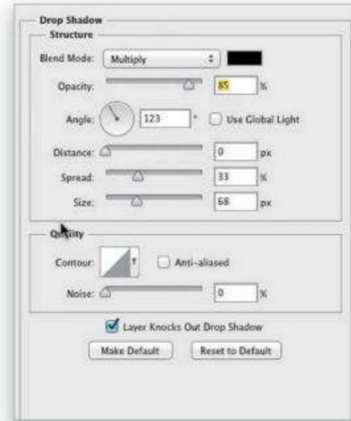 Drop Shadow
Structure
Blend Mode: Multiply
Opacity: 85 %
Angle: 123 ° Use Global Light
Distance: 0 px
Spread: 33 %
Size: 68 px
Quality
Contour: Anti-aliased
Noise: 0 %
Layer Knocks Out Drop Shadow
Make Default Reset to Default